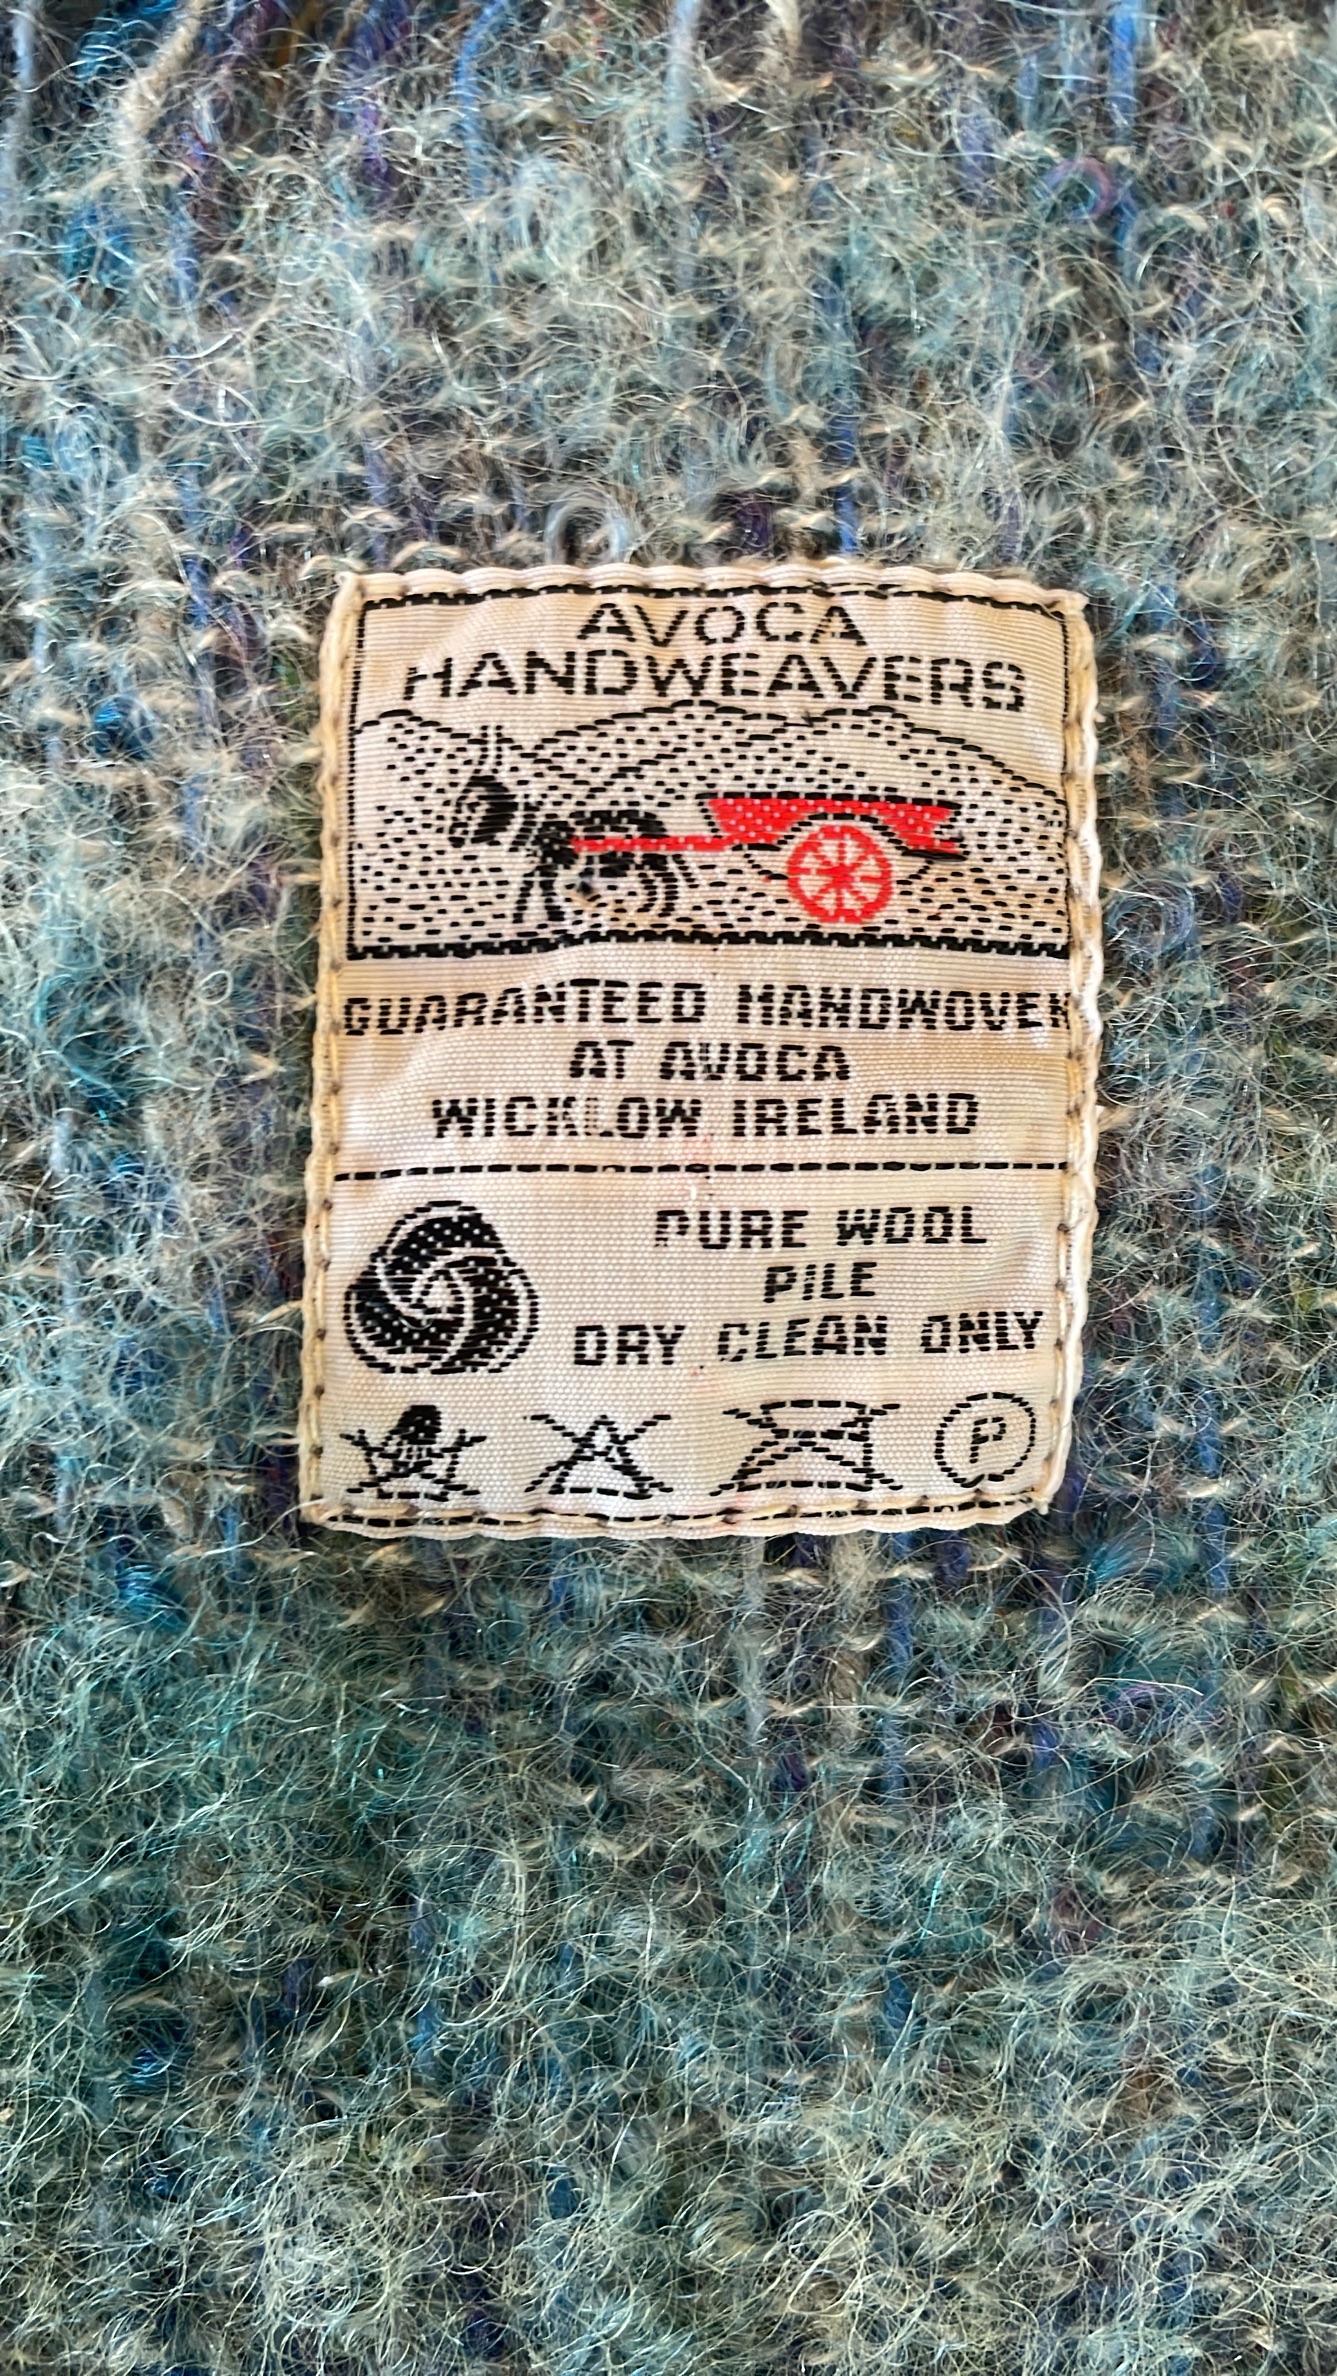 AVOCA
HANDWEAVERS
GUARANTEED HANDWOVEN
AT AVOCA
WICKLOW IRELAND
PURE WOOL
PILE
DRY CLEAN ONLY
P